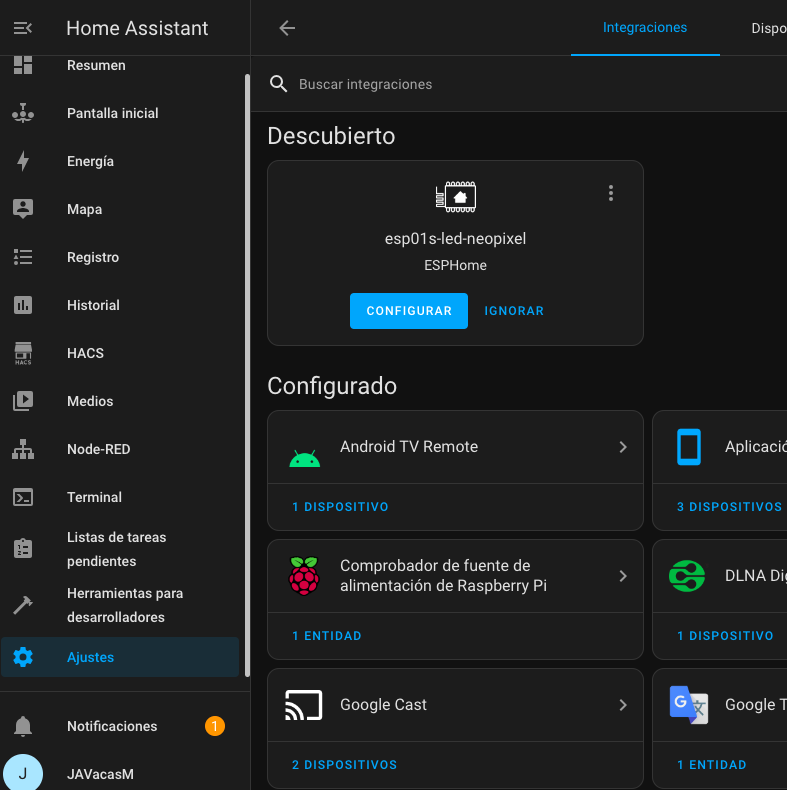 Home Assistant
Resumen
Pantalla inicial
Energía
Mapa
Registro
Historial
HACS
HACS
Medios
Node-RED
Terminal
Listas de tareas
pendientes
Herramientas para
desarrolladores
Ajustes
Notificaciones
1
J
JAVacasM
Integraciones
Dispo
Buscar integraciones
Descubierto
esp01s-led-neopixel
ESPHome
CONFIGURAR
IGNORAR
Configurado
Android TV Remote
1 DISPOSITIVO
Aplicació
3 DISPOSITIVOS
Comprobador de fuente de
alimentación de Raspberry Pi
1 ENTIDAD
DLNA Dig
1 DISPOSITIVO
Google Cast
2 DISPOSITIVOS
G
文
Google T
1 ENTIDAD